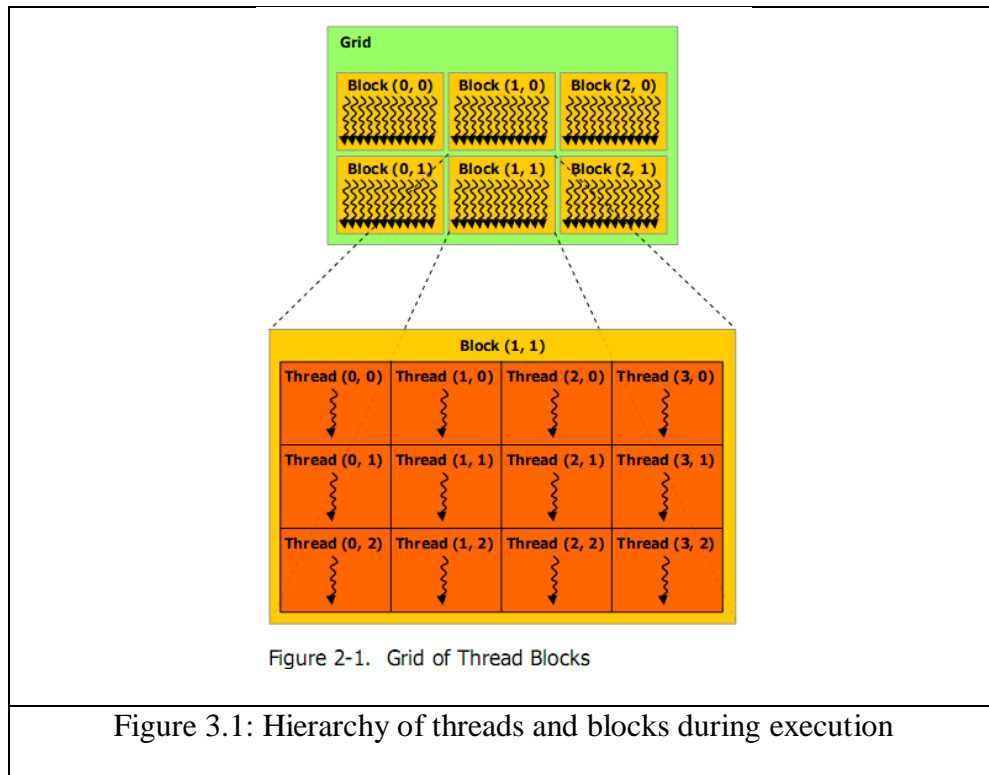 Grid
Block (0, 0) Block (1, 0) Block (2, 0)
Block (0, 1) Block (1, 1) Block (2, 1)
Block (1, 1)
Thread (0, 0) Thread (1, 0) Thread (2, 0) Thread (3, 0)
Thread (0, 1) Thread (1, 1) Thread (2, 1) Thread (3, 1)
Thread (0, 2) Thread (1, 2) Thread (2, 2) Thread (3, 2)
Figure 2-1. Grid of Thread Blocks
Figure 3.1: Hierarchy of threads and blocks during execution